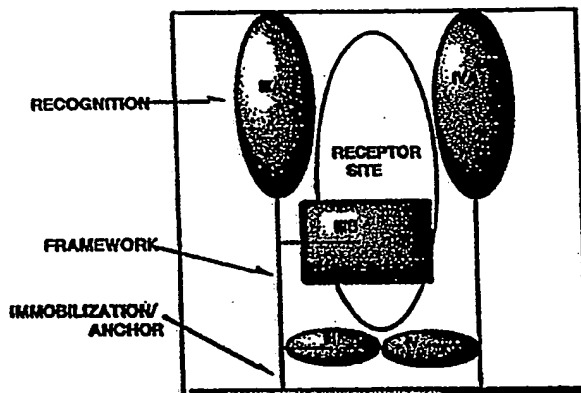 RECOGNITION
RECEPTOR
SITE
FRAMEWORK
IMMOBILIZATION/
ANCHOR